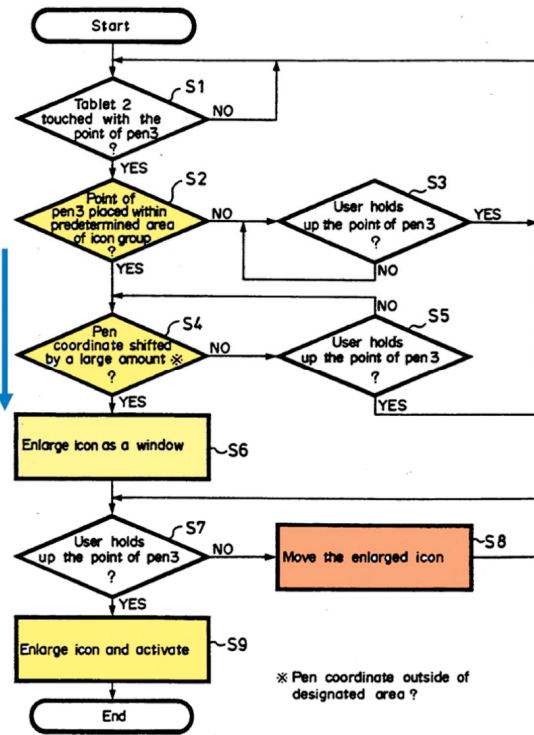 Start
S1
Tablet 2
touched with the
point of pen3
?
NO
YES
S2
Point of
pen3 placed within
predetermined area
of icon group
?
NO
YES
S3
User holds
up the point of pen3
?
YES
NO
S4
Pen
coordinate shifted
by a large amount ※
?
NO
YES
NO
S5
User holds
up the point of pen3
?
YES
Enlarge icon as a window
S6
S7
User holds
up the point of pen3
?
NO
YES
Move the enlarged icon
S8
Enlarge icon and activate
S9
※ Pen coordinate outside of
designated area ?
End